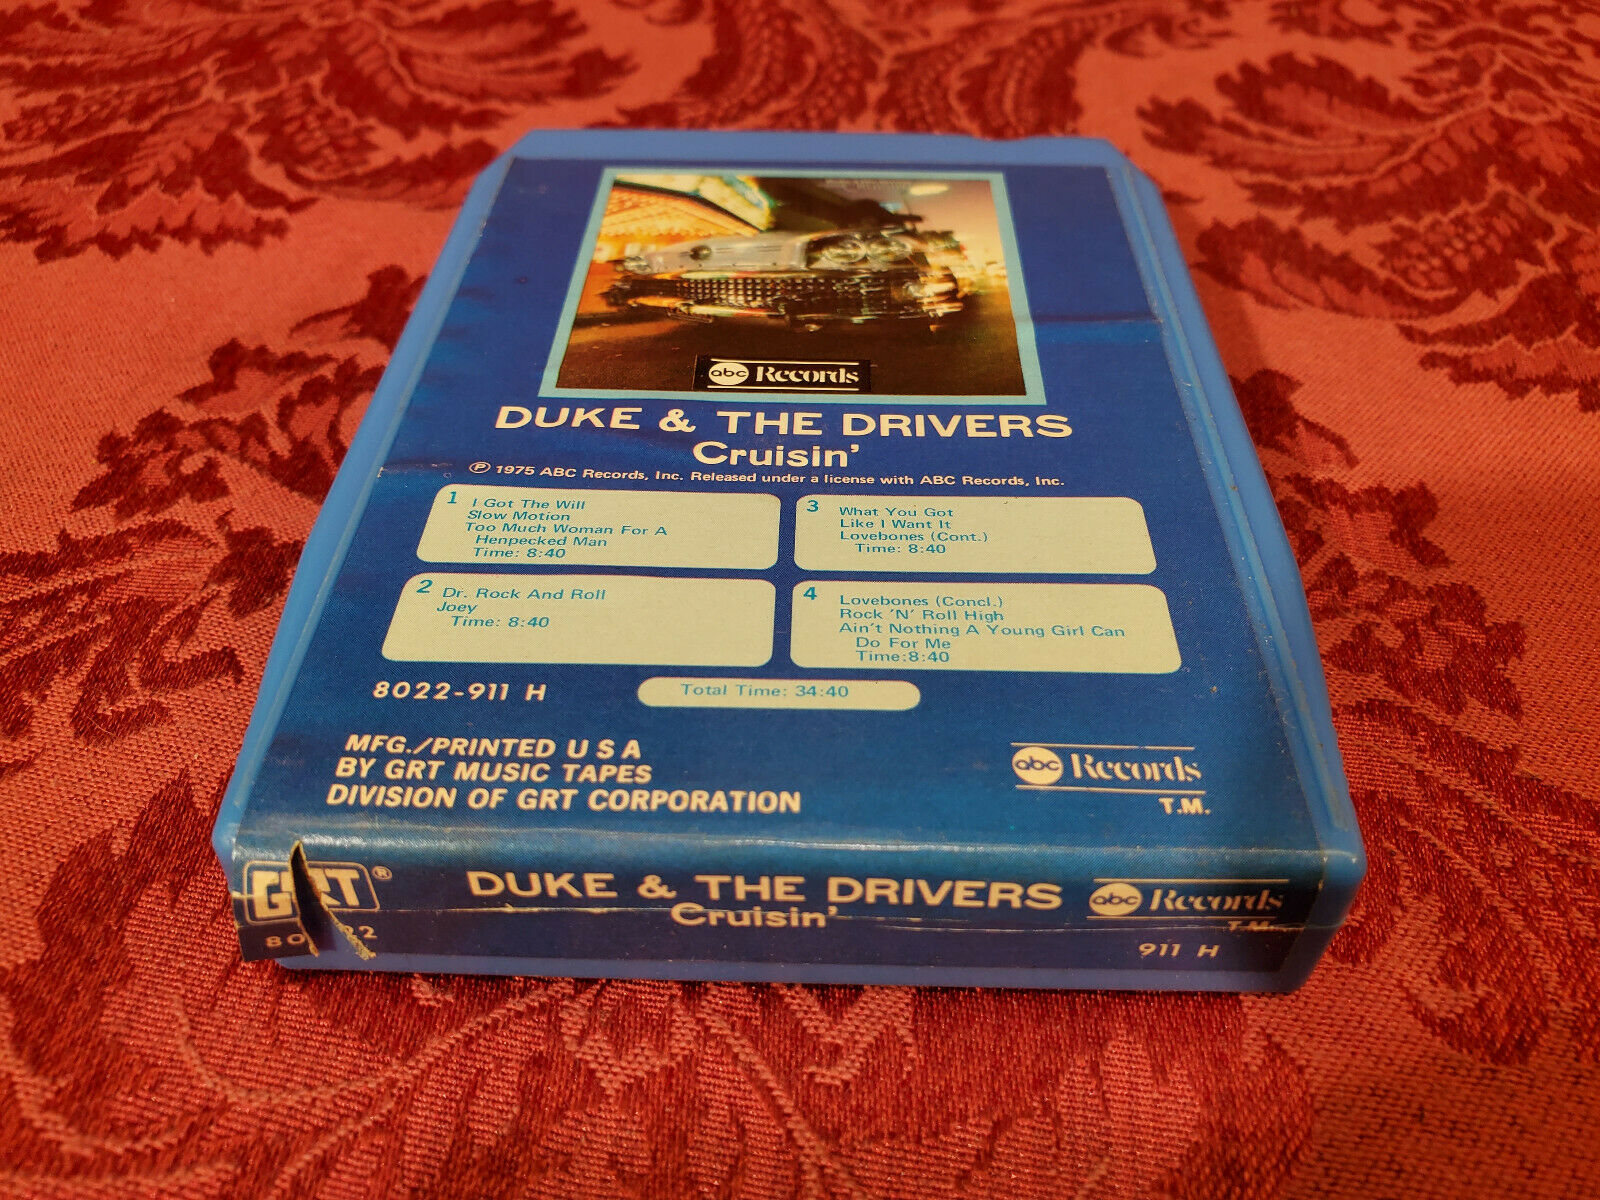 abc Records
DUKE & THE DRIVERS
Cruisin'
Ⓟ 1975 ABC Records, Inc. Released under a license with ABC Records, Inc.
1 I Got The Will
Slow Motion
Too Much Woman For A
Henpecked Man
Time: 8:40
2 Dr. Rock And Roll
Joey
Time: 8:40
3 What You Got
Like I Want It
Lovebones (Cont.)
Time: 8:40
4 Lovebones (Concl.)
Rock 'N' Roll High
Ain't Nothing A Young Girl Can
Do For Me
Time:8:40
8022-911 H
Total Time: 34:40
MFG./PRINTED U S A
BY GRT MUSIC TAPES
DIVISION OF GRT CORPORATION
abc Records
T.M.
GRT®
80 22
DUKE & THE DRIVERS
Cruisin'
abc Records
T.M.
911 H